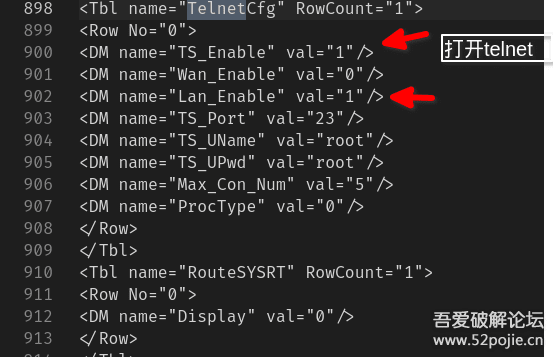 898 <Tbl name="TelnetCfg" RowCount="1">
899 <Row No="0">
900 <DM name="TS_Enable" val="1"/>
打开telnet
901 <DM name="Wan_Enable" val="0"/>
902 <DM name="Lan_Enable" val="1"/>
903 <DM name="TS_Port" val="23"/>
904 <DM name="TS_UName" val="root"/>
905 <DM name="TS_UPwd" val="root"/>
906 <DM name="Max_Con_Num" val="5"/>
907 <DM name="ProcType" val="0"/>
908 </Row>
909 </Tbl>
910 <Tbl name="RouteSYSRT" RowCount="1">
911 <Row No="0">
912 <DM name="Display" val="0"/>
913 </Row>
914 </Tbl>
吾爱破解论坛
www.52pojie.cn